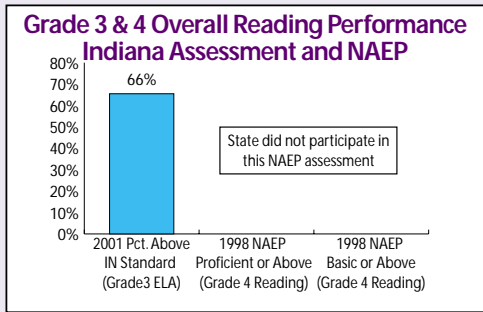 Grade 3 & 4 Overall Reading Performance
Indiana Assessment and NAEP
80%
70%
60%
50%
40%
30%
20%
10%
0%
66%
State did not participate in
this NAEP assessment
2001 Pct. Above
IN Standard
(Grade3 ELA)
1998 NAEP
Proficient or Above
(Grade 4 Reading)
1998 NAEP
Basic or Above
(Grade 4 Reading)